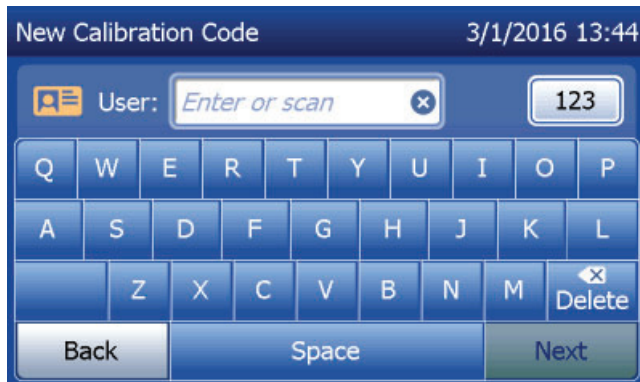 New Calibration Code 3/1/2016 13:44
User: Enter or scan 123
Q W E R T Y U I O P
A S D F G H J K L
Z X C V B N M Delete
Back Space Next